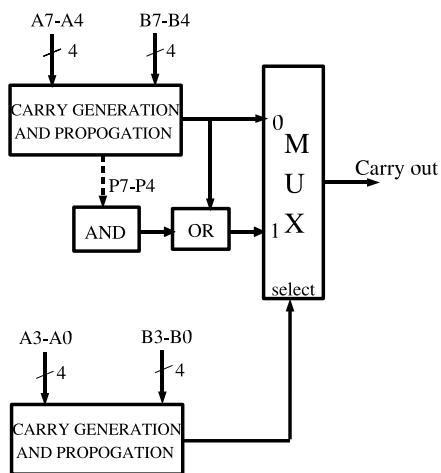 A7-A4 B7-B4
4 4
CARRY GENERATION
AND PROPOGATION
0
M
U
X
Carry out
P7-P4
AND
OR
1
select
A3-A0 B3-B0
4 4
CARRY GENERATION
AND PROPOGATION